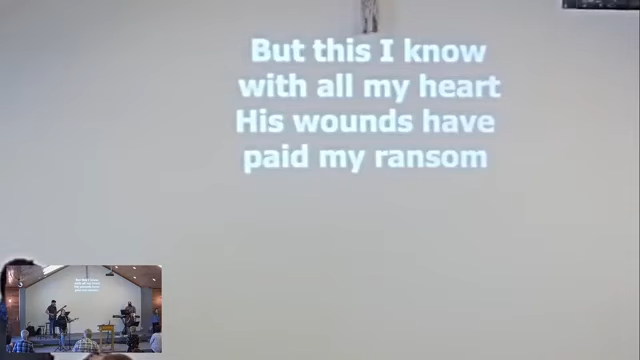 But this I know
with all my heart
His wounds have
paid my ransom